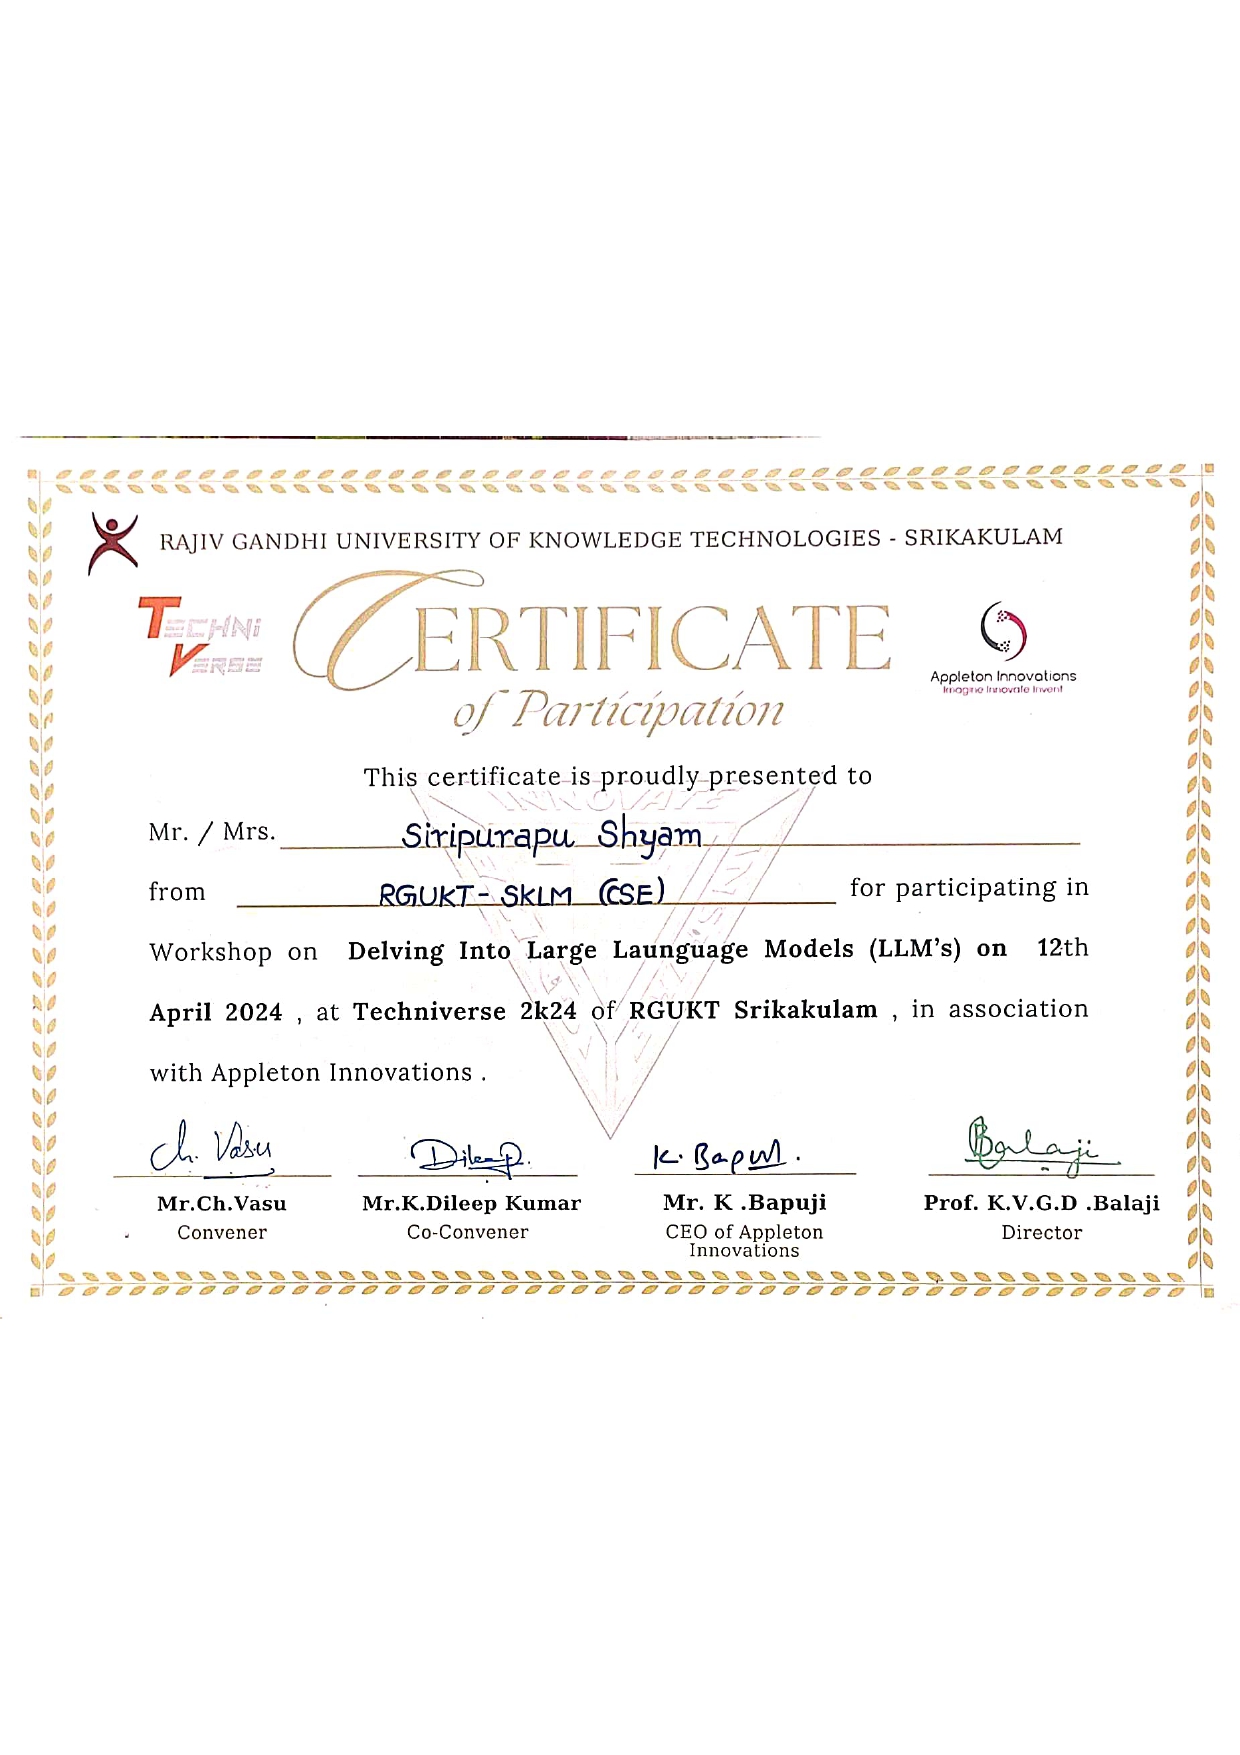 RAJIV GANDHI UNIVERSITY OF KNOWLEDGE TECHNOLOGIES - SRIKAKULAM
TECHNI
VERSE
CERTIFICATE
of Participation
Appleton Innovations
Imagine Innovate Invent
This certificate is proudly presented to
INNOVATE
Mr. / Mrs. Siripurapu Shyam
from RGUKT- SKLM (CSE) for participating in
Workshop on Delving Into Large Launguage Models (LLM's) on 12th
April 2024 , at Techniverse 2k24 of RGUKT Srikakulam , in association
with Appleton Innovations .
Ch. Vasu Dileep. K. Bapuji . Balaji
Mr.Ch.Vasu Mr.K.Dileep Kumar Mr. K .Bapuji Prof. K.V.G.D .Balaji
Convener Co-Convener CEO of Appleton Director
Innovations